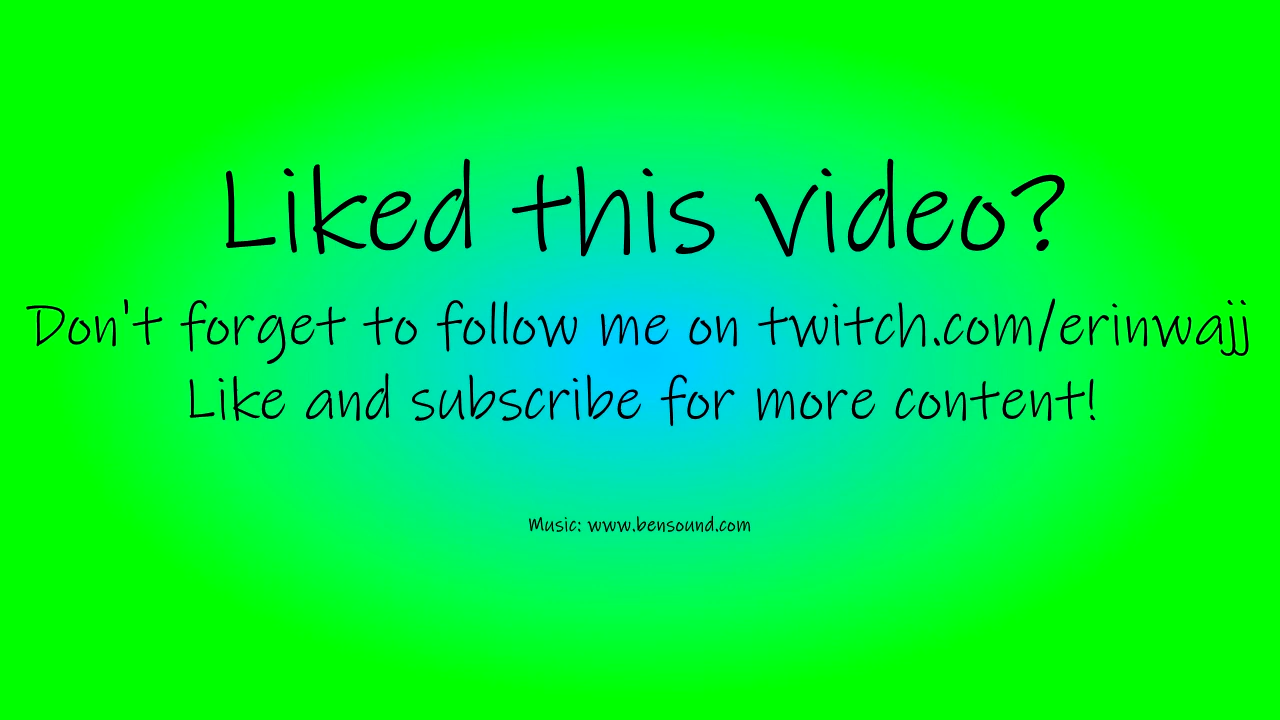 Liked this video?
Don't forget to follow me on twitch.com/erinwajj
Like and subscribe for more content!
Music: www.bensound.com